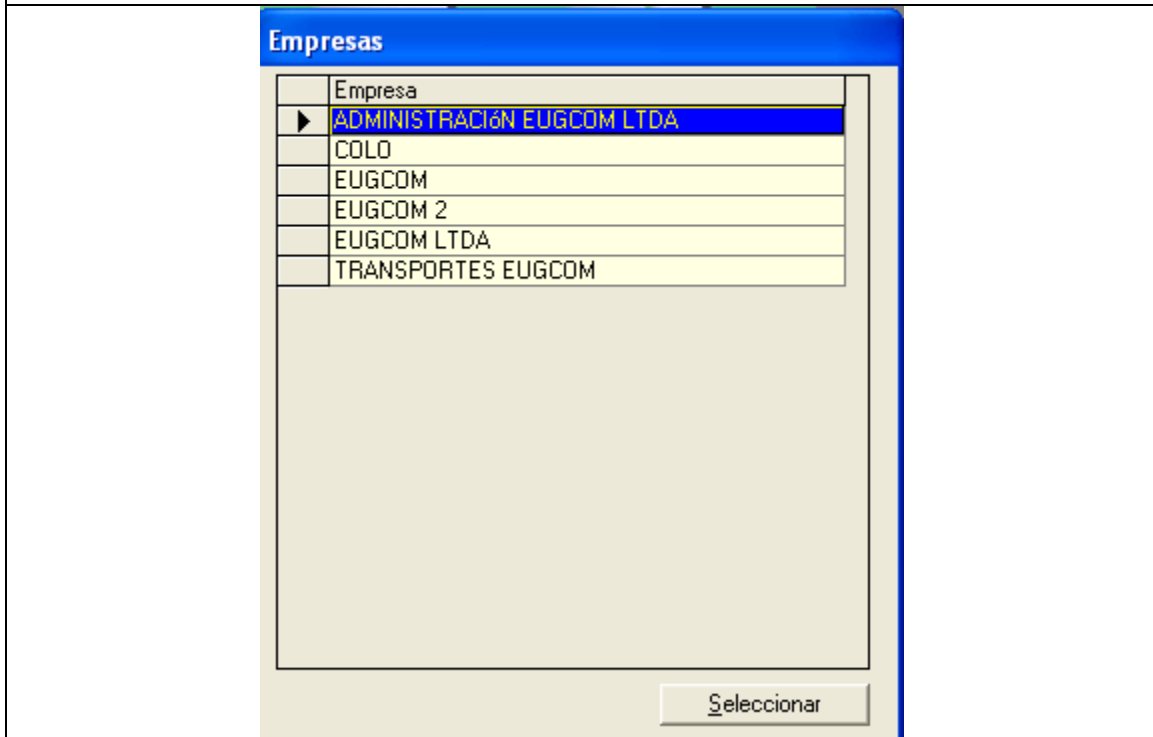 Empresas
Empresa
ADMINISTRACIóN EUGCOM LTDA
COLO
EUGCOM
EUGCOM 2
EUGCOM LTDA
TRANSPORTES EUGCOM
Seleccionar